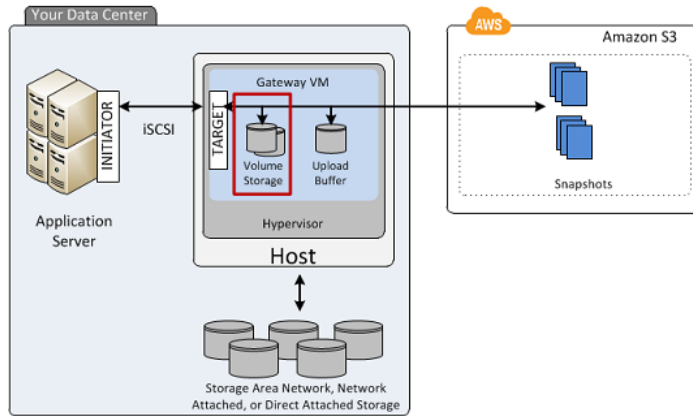 Your Data Center
AWS
Amazon S3
Gateway VM
INITIATOR
iSCSI
TARGET
Volume
Storage
Upload
Buffer
Snapshots
Application
Server
Hypervisor
Host
Storage Area Network, Network
Attached, or Direct Attached Storage